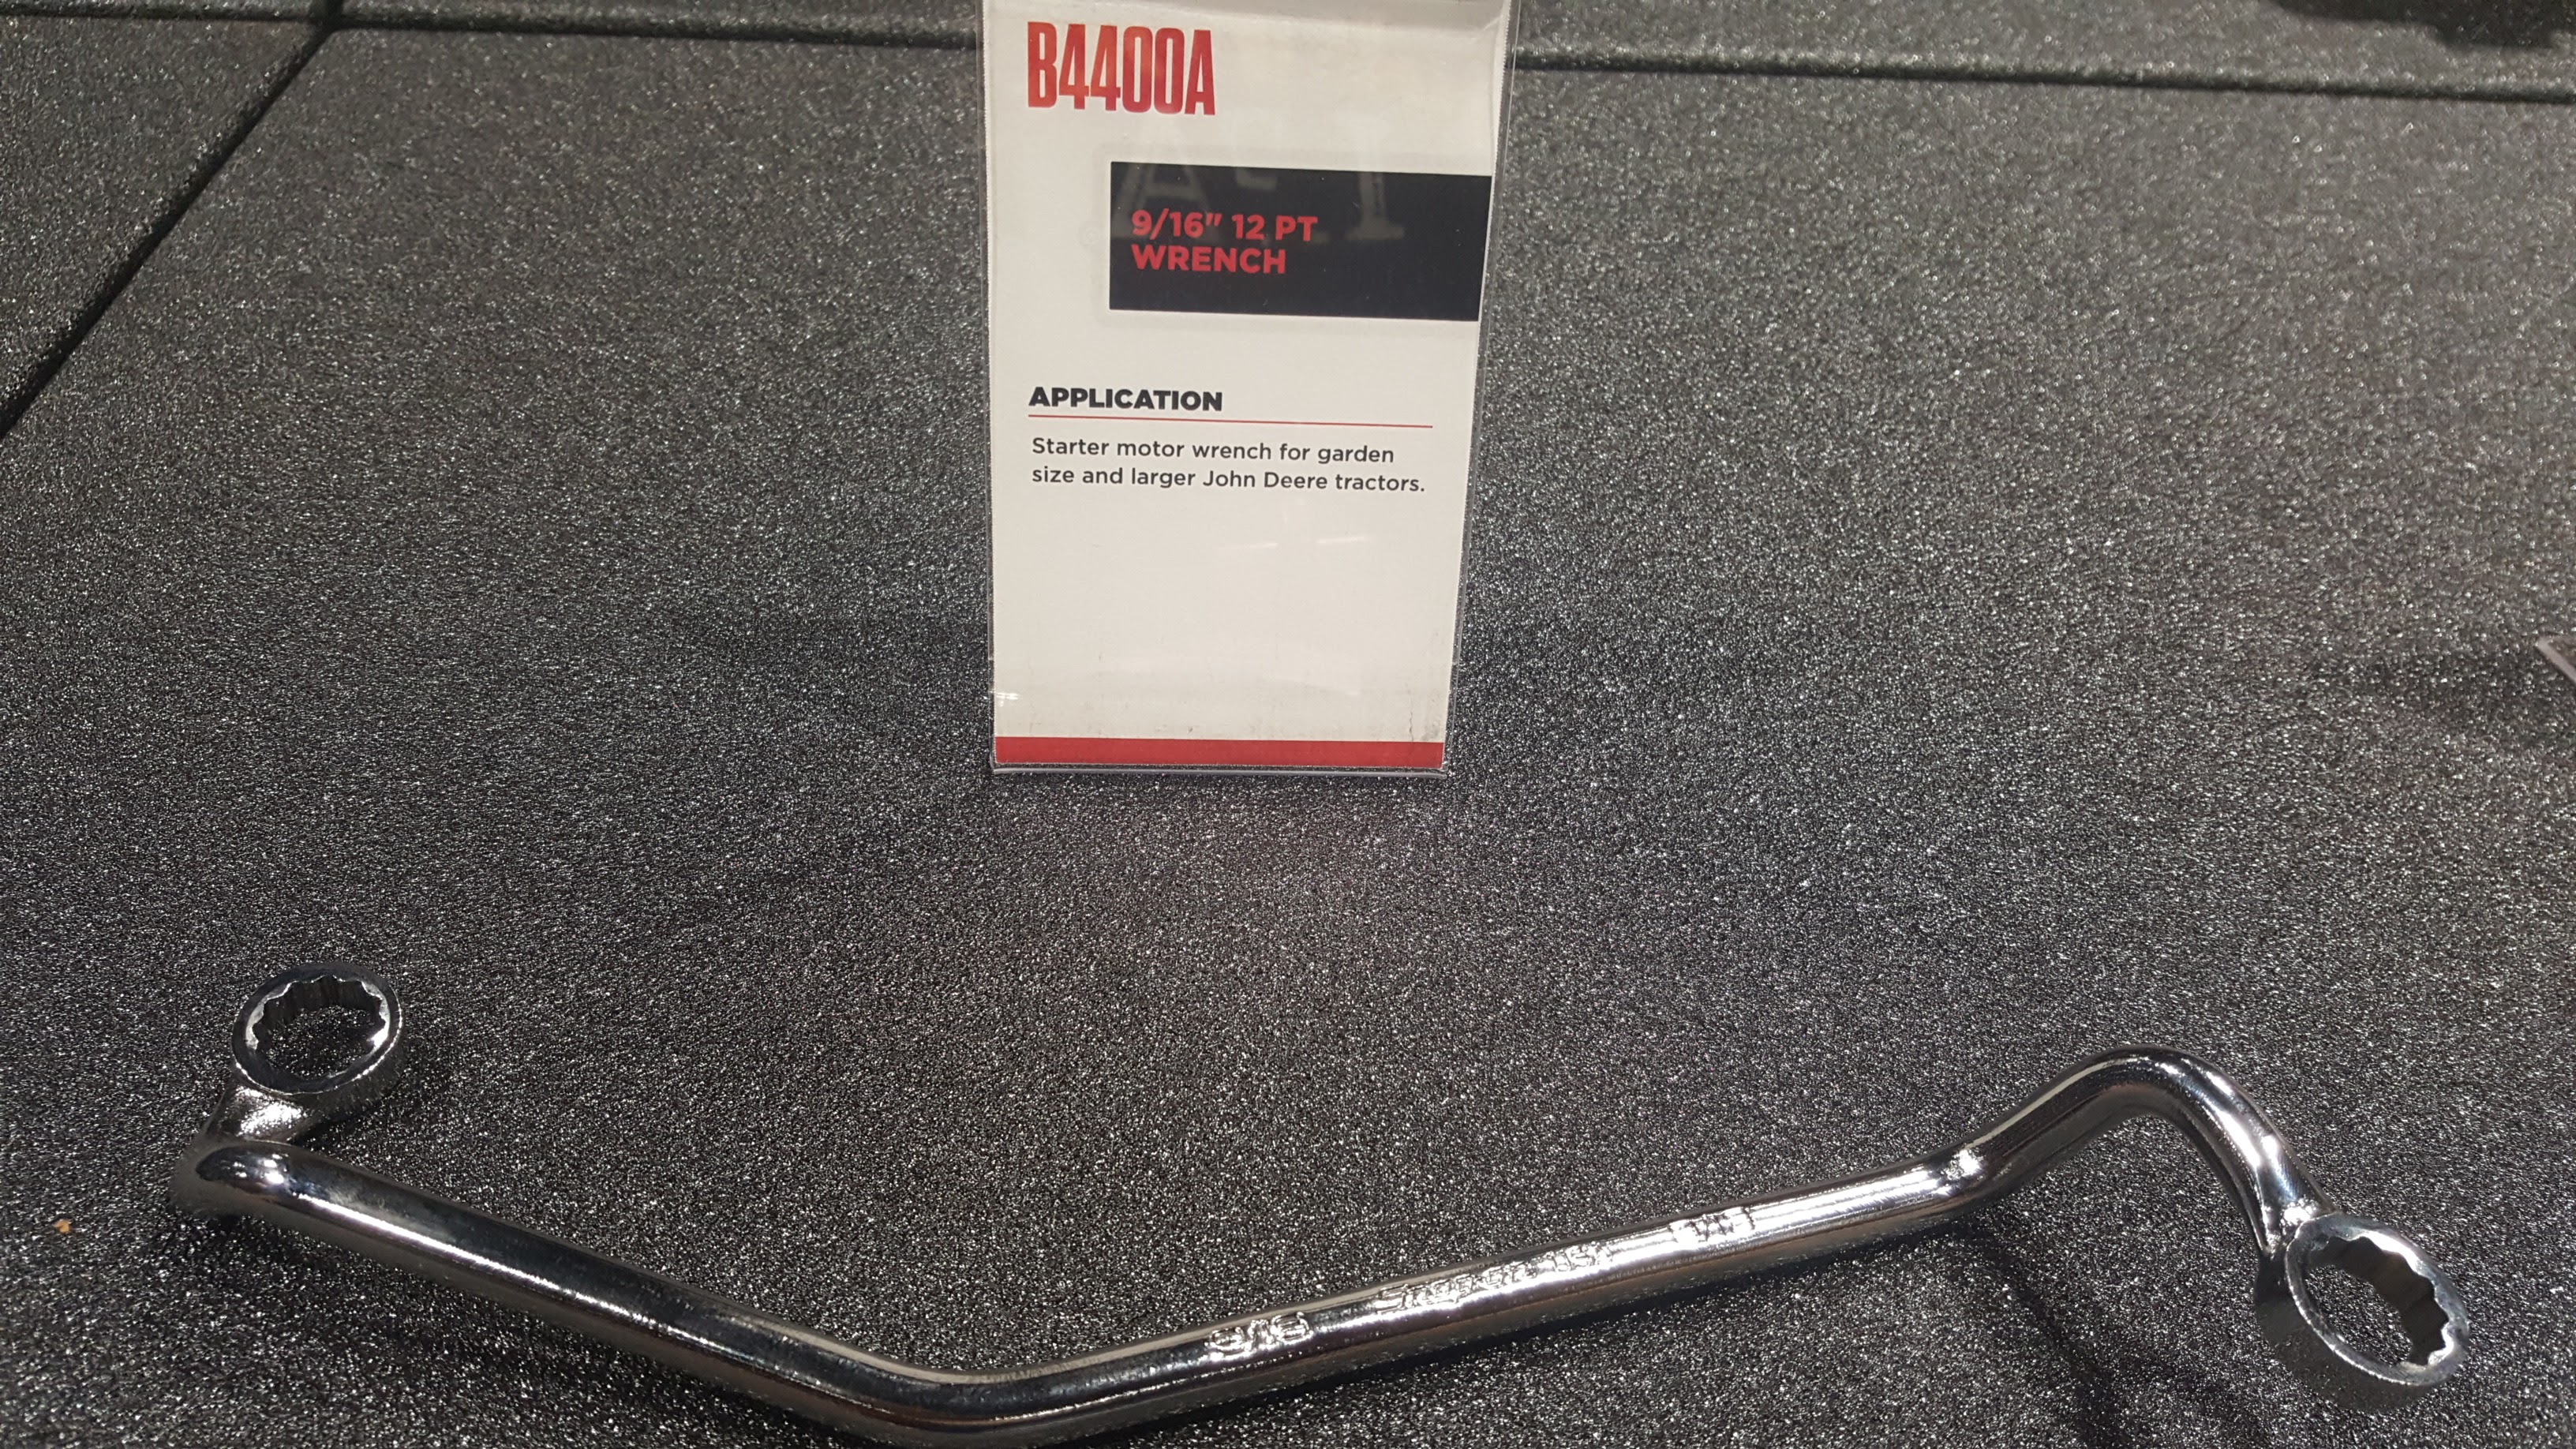 B4400A
9/16" 12 PT
WRENCH
APPLICATION
Starter motor wrench for garden
size and larger John Deere tractors.
9/16
Snap-on